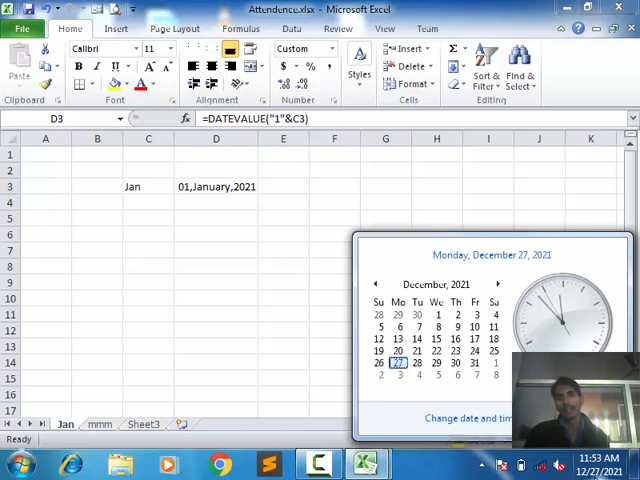 Attendence.xlsx - Microsoft Excel
File Home Insert Page Layout Formulas Data Review View Team
Paste Calibri 11 Custom Styles Insert Delete Format Sort & Filter Find & Select
Clipboard Font Alignment Number Cells Editing
D3 fx =DATEVALUE("1"&C3)
A B C D E F G H I J K
1
2
3 Jan 01,January,2021
4
5
6
7
8
9
10
11
12
13
14
15
16
17
Monday, December 27, 2021
December, 2021
Su Mo Tu We Th Fr Sa
28 29 30 1 2 3 4
5 6 7 8 9 10 11
12 13 14 15 16 17 18
19 20 21 22 23 24 25
26 27 28 29 30 31 1
2 3 4 5 6 7 8
Change date and tim
Jan mmm Sheet3
Ready
11:53 AM
12/27/2021